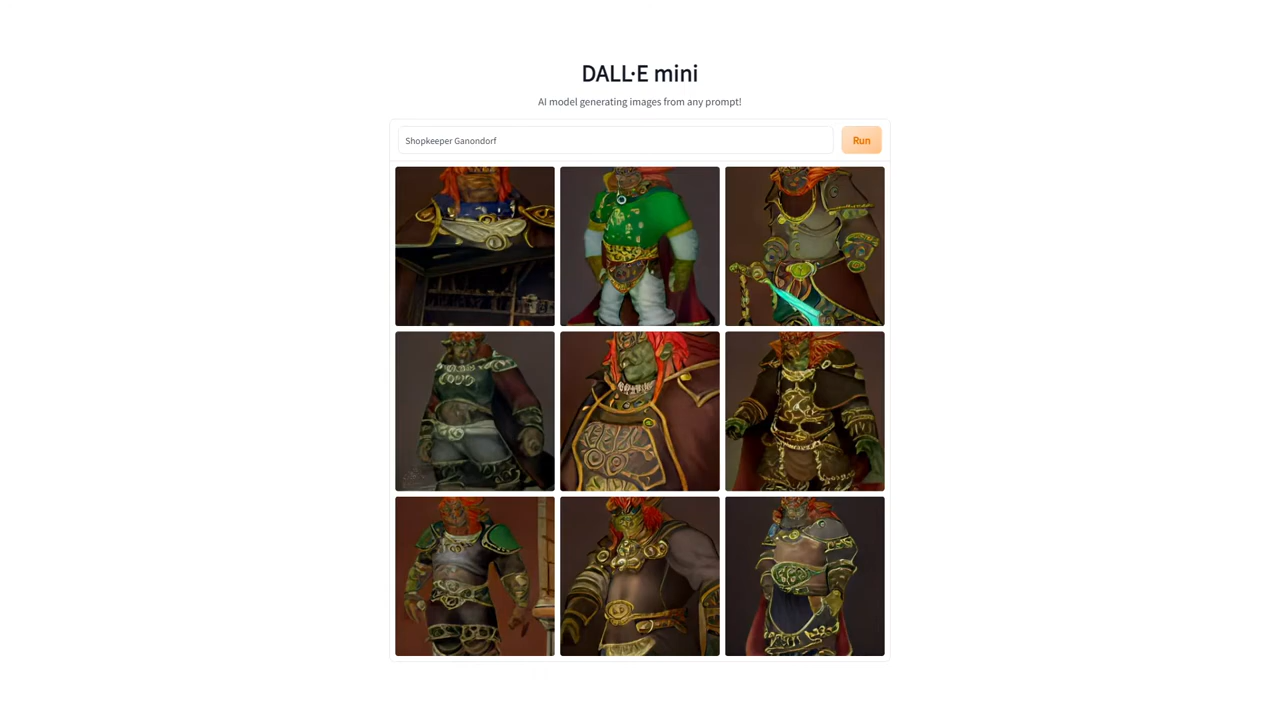 DALL·E mini
AI model generating images from any prompt!
Shopkeeper Ganondorf
Run